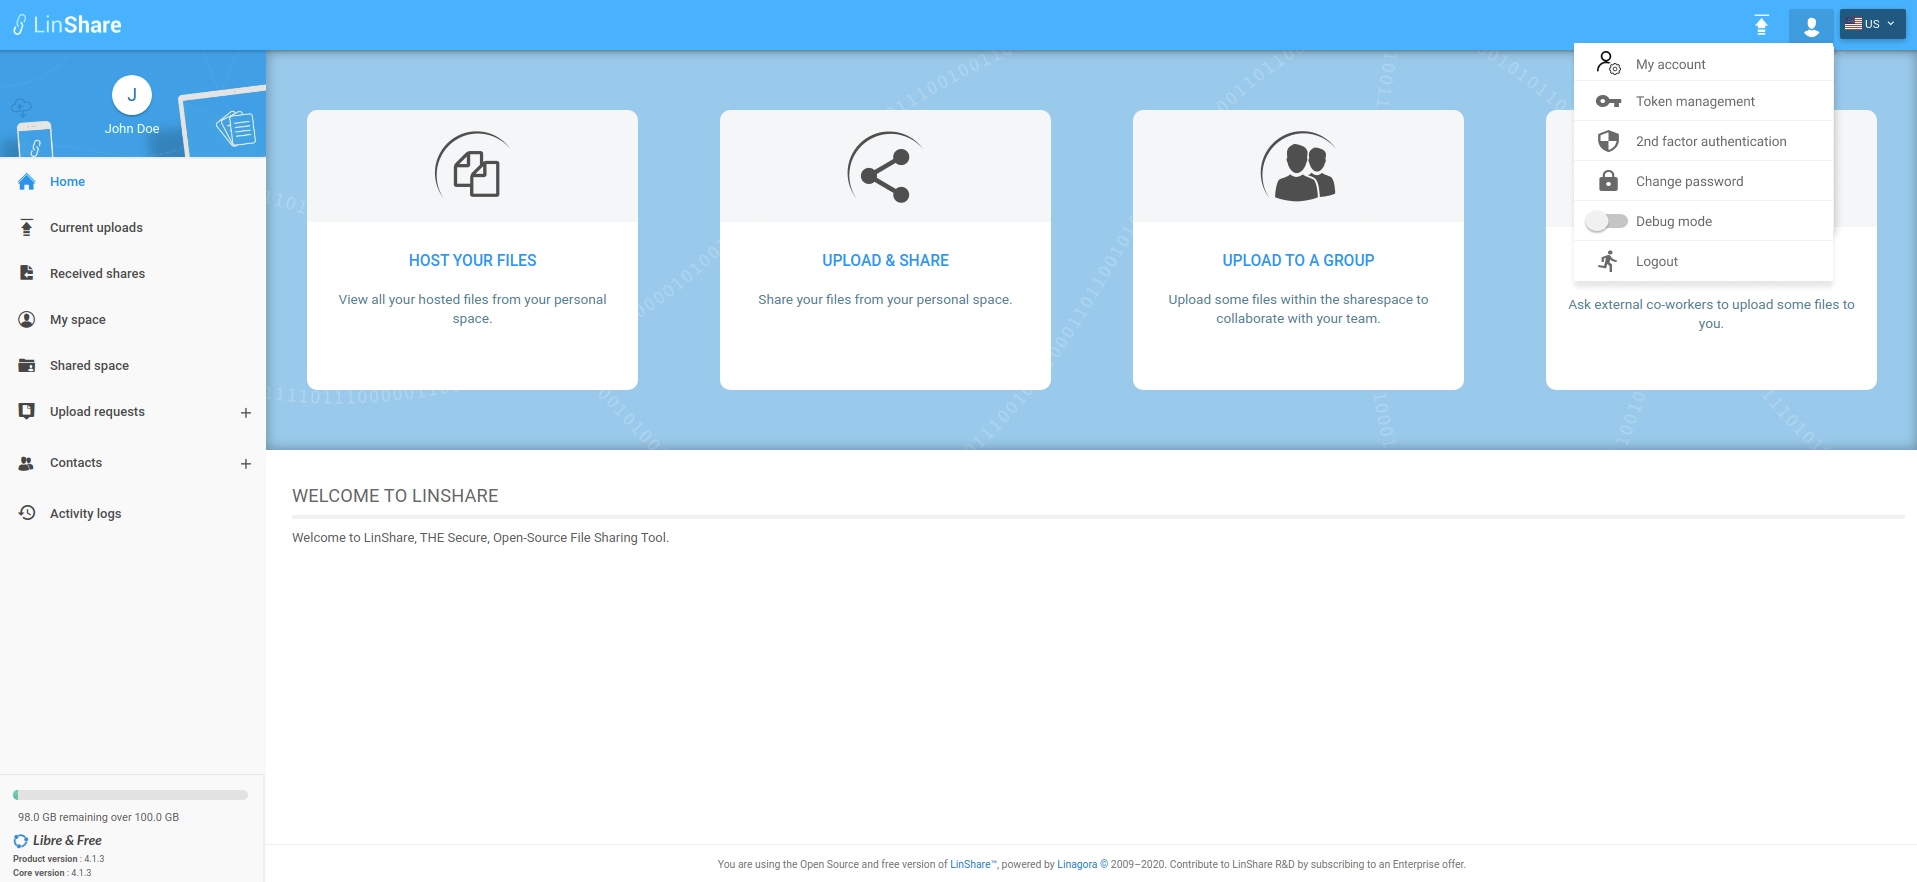 LinShare
US
J
John Doe
Home
Current uploads
Received shares
My space
Shared space
Upload requests
+
Contacts
+
Activity logs
98.0 GB remaining over 100.0 GB
Libre & Free
Product version : 4.1.3
Core version : 4.1.3
My account
Token management
2nd factor authentication
Change password
Debug mode
Logout
HOST YOUR FILES
View all your hosted files from your personal
space.
UPLOAD & SHARE
Share your files from your personal space.
UPLOAD TO A GROUP
Upload some files within the sharespace to
collaborate with your team.
Ask external co-workers to upload some files to
you.
WELCOME TO LINSHARE
Welcome to LinShare, THE Secure, Open-Source File Sharing Tool.
You are using the Open Source and free version of LinShare™, powered by Linagora © 2009–2020. Contribute to LinShare R&D by subscribing to an Enterprise offer.